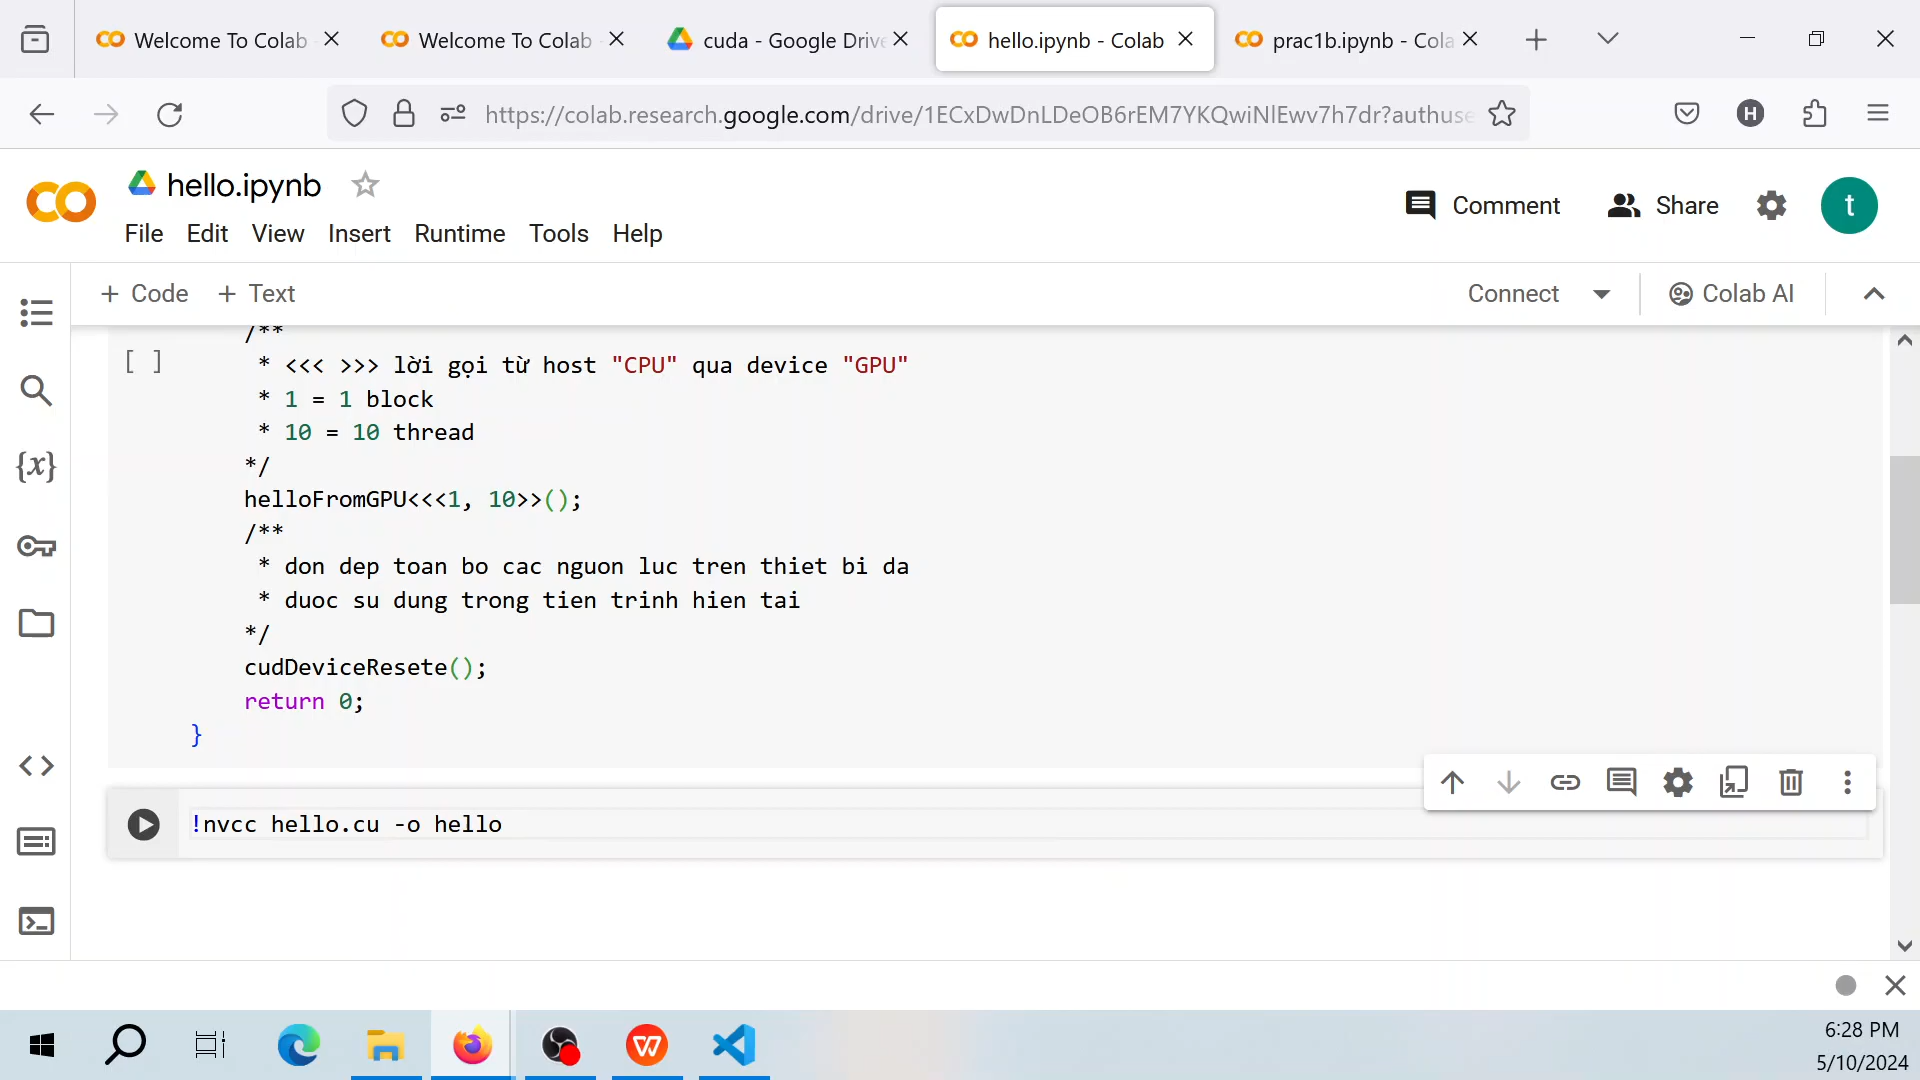 Welcome To Colab
Welcome To Colab
cuda - Google Drive
hello.ipynb - Colab
prac1b.ipynb - Cola
https://colab.research.google.com/drive/1ECxDwDnLDeOB6rEM7YKQwiNlEwv7h7dr?authuse
H
hello.ipynb
File Edit View Insert Runtime Tools Help
Comment
Share
t
+ Code + Text
Connect
Colab AI
/**
[ ]
* <<< >>> lời gọi từ host "CPU" qua device "GPU"
* 1 = 1 block
* 10 = 10 thread
*/
helloFromGPU<<<1, 10>>>();
/**
* don dep toan bo cac nguon luc tren thiet bi da
* duoc su dung trong tien trinh hien tai
*/
cudDeviceResete();
return 0;
}
!nvcc hello.cu -o hello
{x}
6:28 PM
5/10/2024